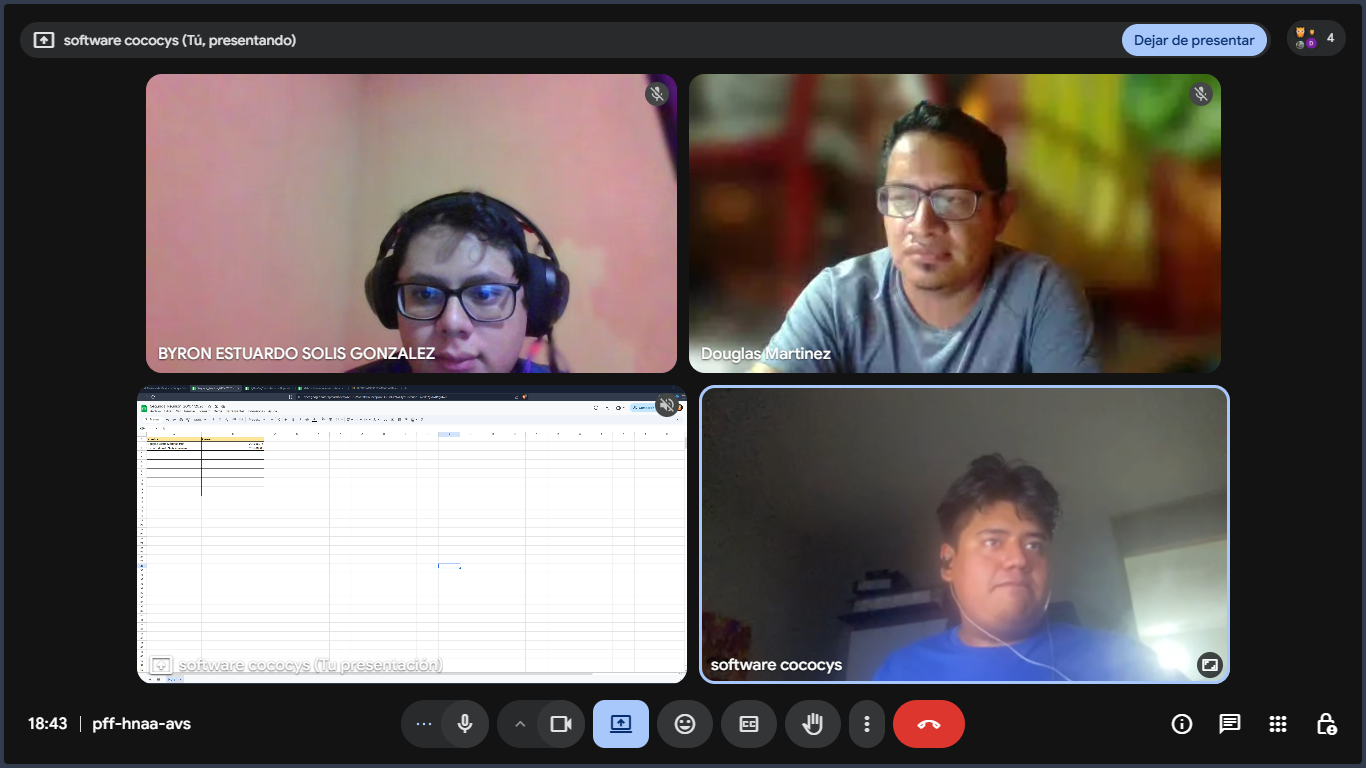 software cococys (Tú, presentando)
Dejar de presentar
4
BYRON ESTUARDO SOLIS GONZALEZ
Douglas Martinez
software cococys (Tu presentación)
software cococys
18:43
pff-hnaa-avs
CC